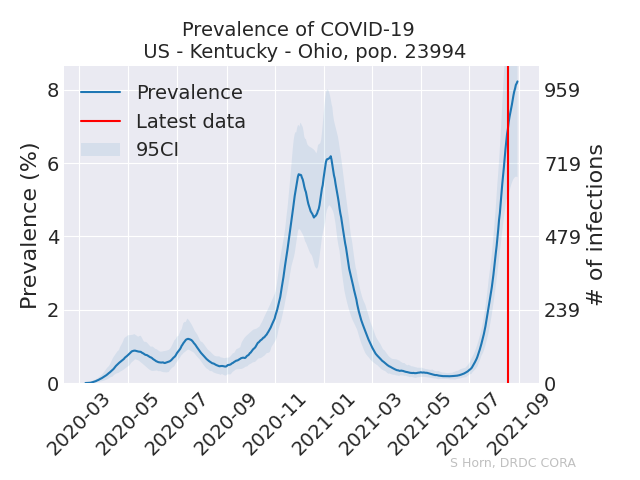 Prevalence of COVID-19
US - Kentucky - Ohio, pop. 23994
Prevalence
Latest data
95CI
Prevalence (%)
8
6
4
2
0
# of infections
959
719
479
239
0
2020-03
2020-05
2020-07
2020-09
2020-11
2021-01
2021-03
2021-05
2021-07
2021-09
S Horn, DRDC CORA